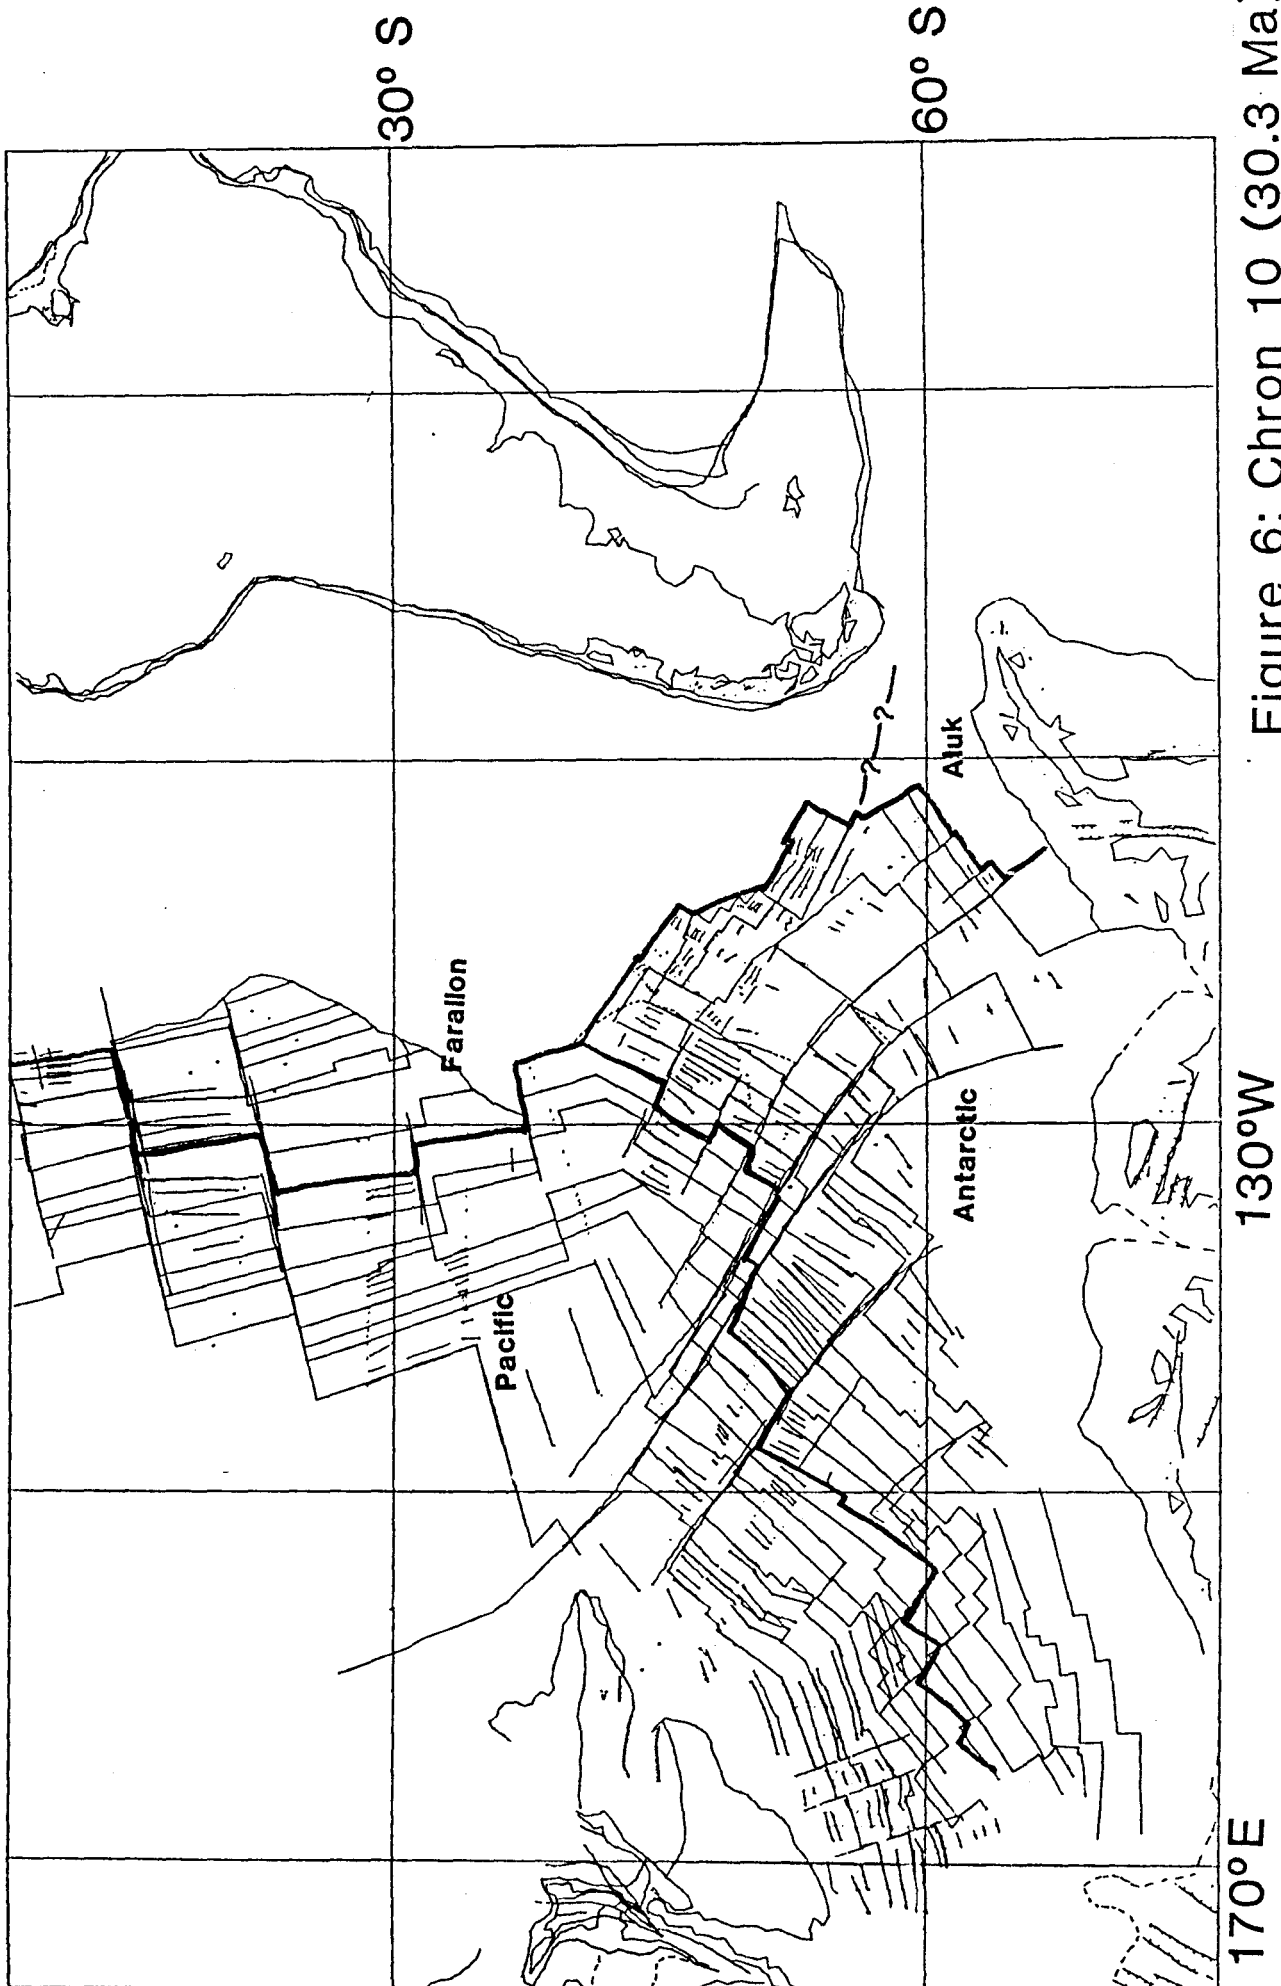 30° S
60° S
Farallon
Pacific
Aluk
?
?
Antarctic
170°E
130°W
Figure 6: Chron 10 (30.3 Ma)